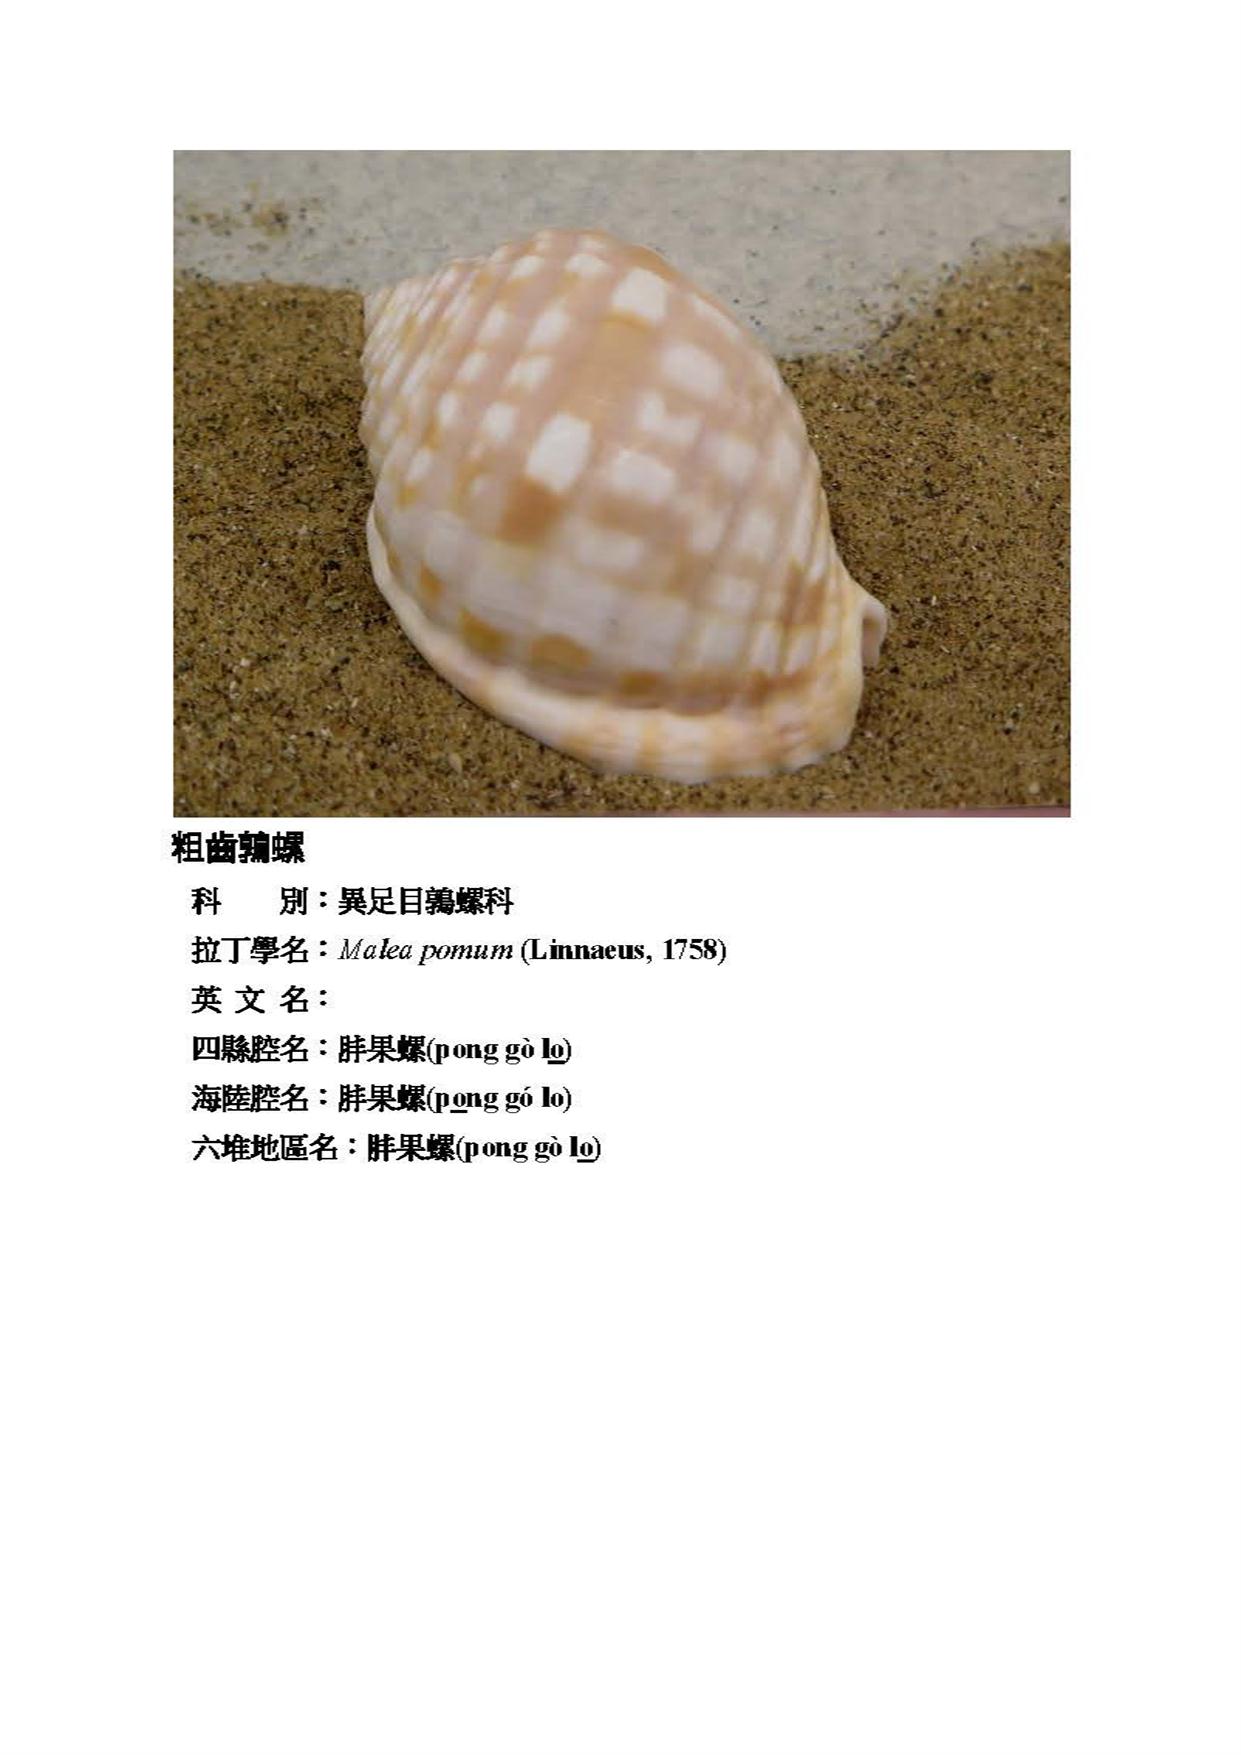 粗齒鶉螺
科　　別：異足目鶉螺科
拉丁學名：Malea pomum (Linnaeus, 1758)
英 文 名：
四縣腔名：胖果螺(pong gò lo)
海陸腔名：胖果螺(pong gó lo)
六堆地區名：胖果螺(pong gò lo)